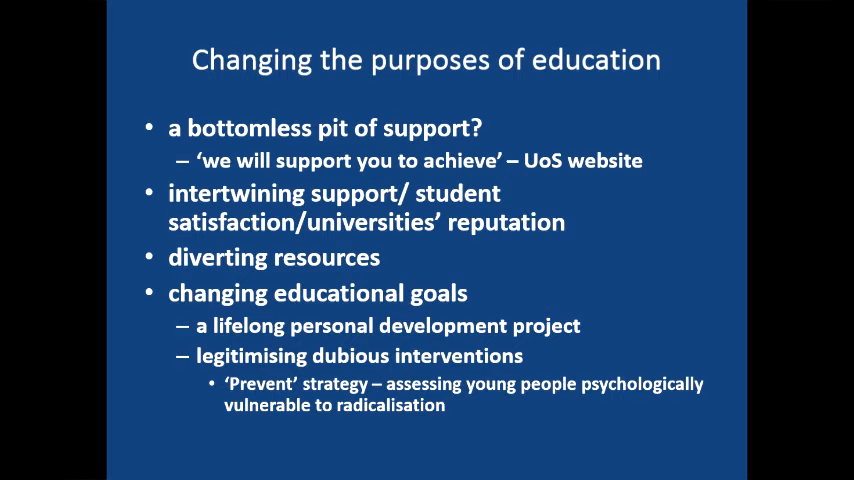 Changing the purposes of education
• a bottomless pit of support?
– ‘we will support you to achieve’ – UoS website
• intertwining support/ student
satisfaction/universities’ reputation
• diverting resources
• changing educational goals
– a lifelong personal development project
– legitimising dubious interventions
• ‘Prevent’ strategy – assessing young people psychologically
vulnerable to radicalisation